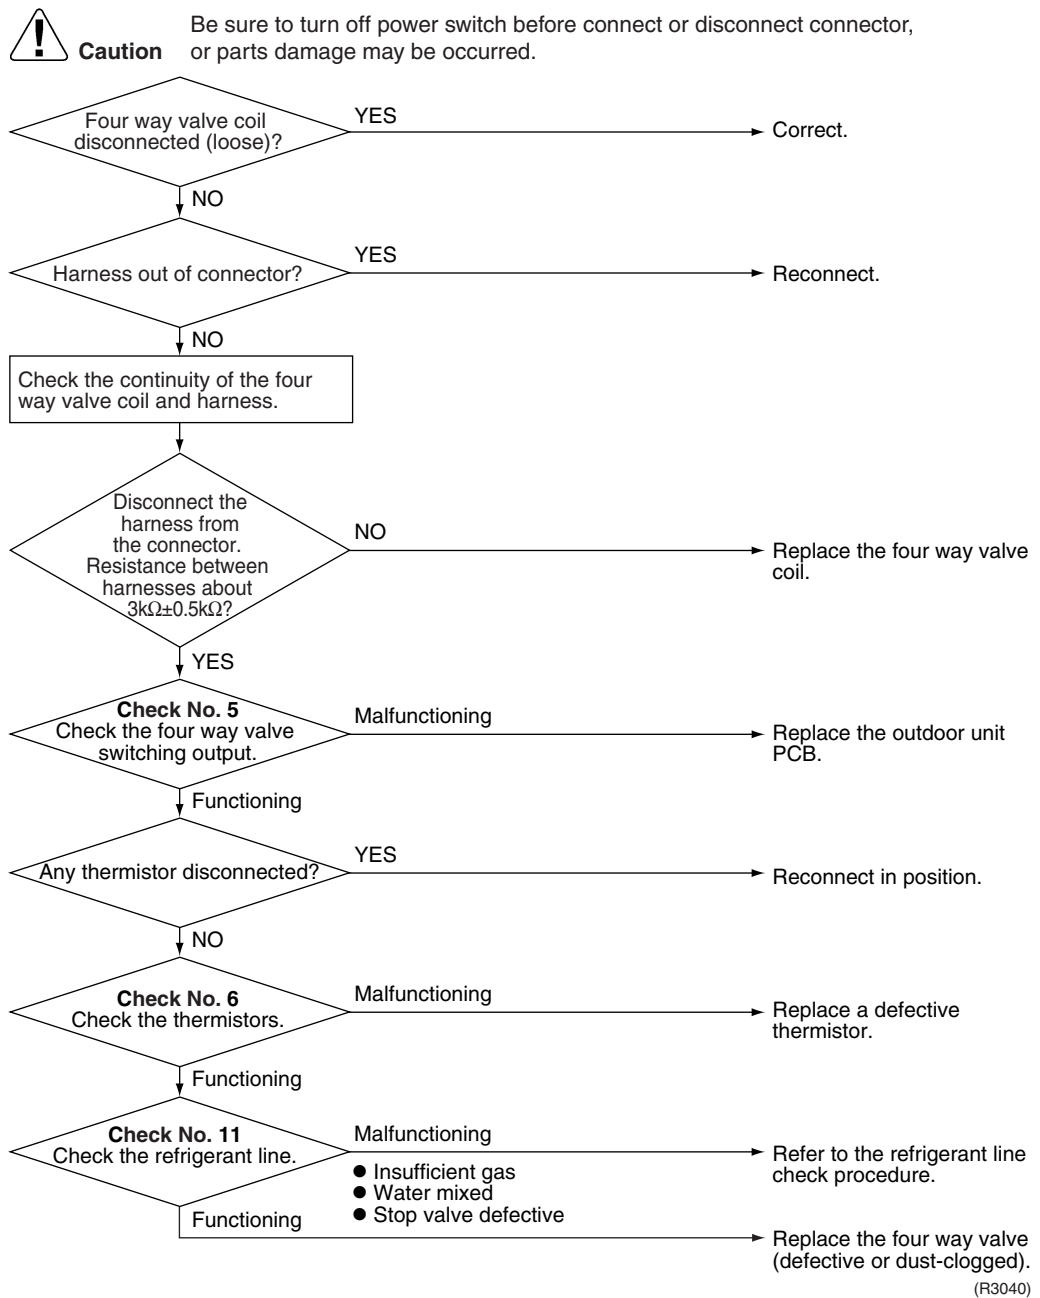 Be sure to turn off power switch before connect or disconnect connector,
Caution or parts damage may be occurred.
Four way valve coil
disconnected (loose)?
YES
Correct.
NO
Harness out of connector?
YES
Reconnect.
NO
Check the continuity of the four
way valve coil and harness.
Disconnect the
harness from
the connector.
Resistance between
harnesses about
3kΩ±0.5kΩ?
NO
Replace the four way valve
coil.
YES
Check No. 5
Check the four way valve
switching output.
Malfunctioning
Replace the outdoor unit
PCB.
Functioning
Any thermistor disconnected?
YES
Reconnect in position.
NO
Check No. 6
Check the thermistors.
Malfunctioning
Replace a defective
thermistor.
Functioning
Check No. 11
Check the refrigerant line.
Malfunctioning
● Insufficient gas
● Water mixed
● Stop valve defective
Refer to the refrigerant line
check procedure.
Functioning
Replace the four way valve
(defective or dust-clogged).
(R3040)